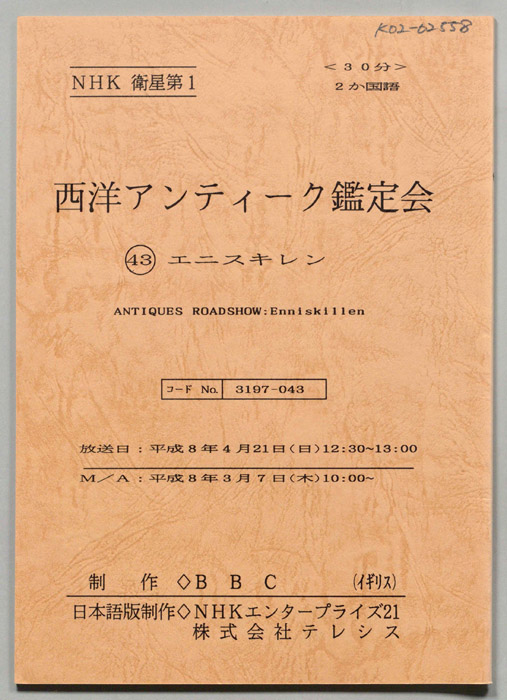 K02-02558
NHK 衛星第1
<30分>
2か国語
西洋アンティーク鑑定会
㊸ エニスキレン
ANTIQUES ROADSHOW:Enniskillen
コード No. 3197-043
放送日:平成8年4月21日(日)12:30~13:00
M/A:平成8年3月7日(木)10:00~
制 作◇BBC (イギリス)
日本語版制作◇NHKエンタープライズ21
株式会社テレシス